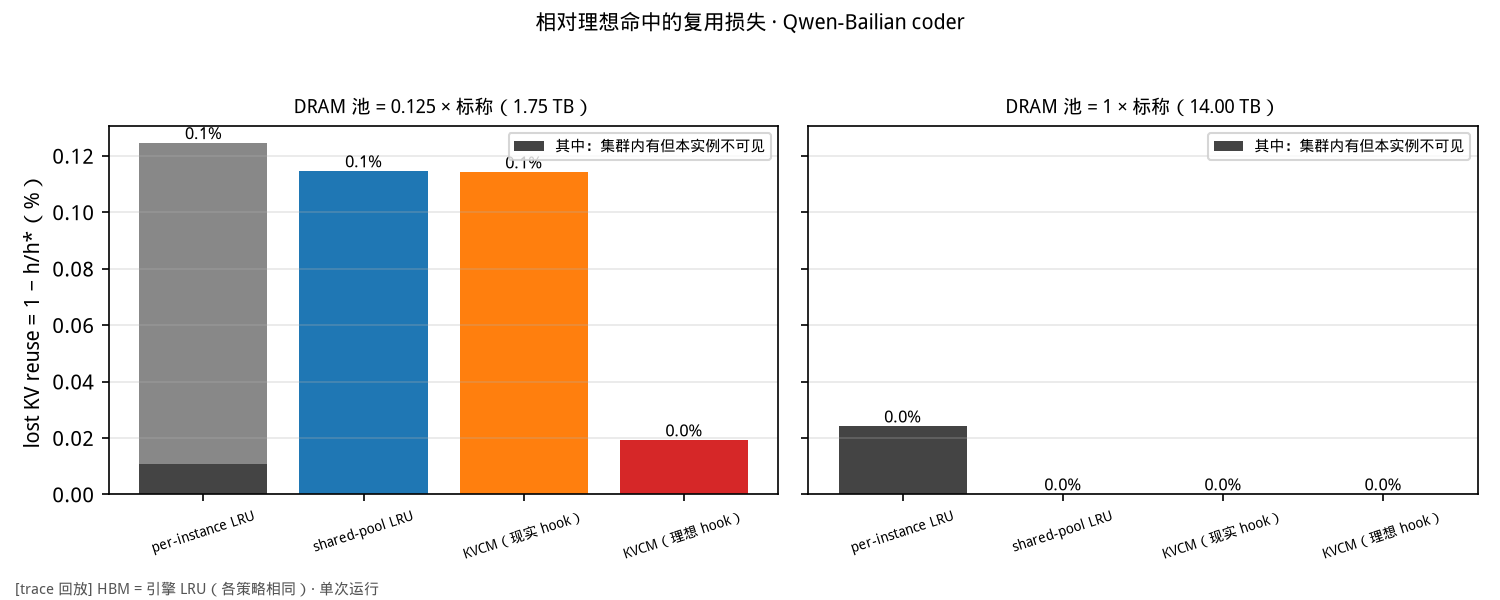 相对理想命中的复用损失 · Qwen-Bailian coder
DRAM 池 = 0.125 × 标称（1.75 TB）
lost KV reuse = 1 − h/h*（%）
0.12
0.10
0.08
0.06
0.04
0.02
0.00
其中：集群内有但本实例不可见
0.1%
0.1%
0.1%
0.0%
per-instance LRU
shared-pool LRU
KVCM（现实 hook）
KVCM（理想 hook）
DRAM 池 = 1 × 标称（14.00 TB）
其中：集群内有但本实例不可见
0.0%
0.0%
0.0%
0.0%
per-instance LRU
shared-pool LRU
KVCM（现实 hook）
KVCM（理想 hook）
[trace 回放] HBM = 引擎 LRU（各策略相同）· 单次运行